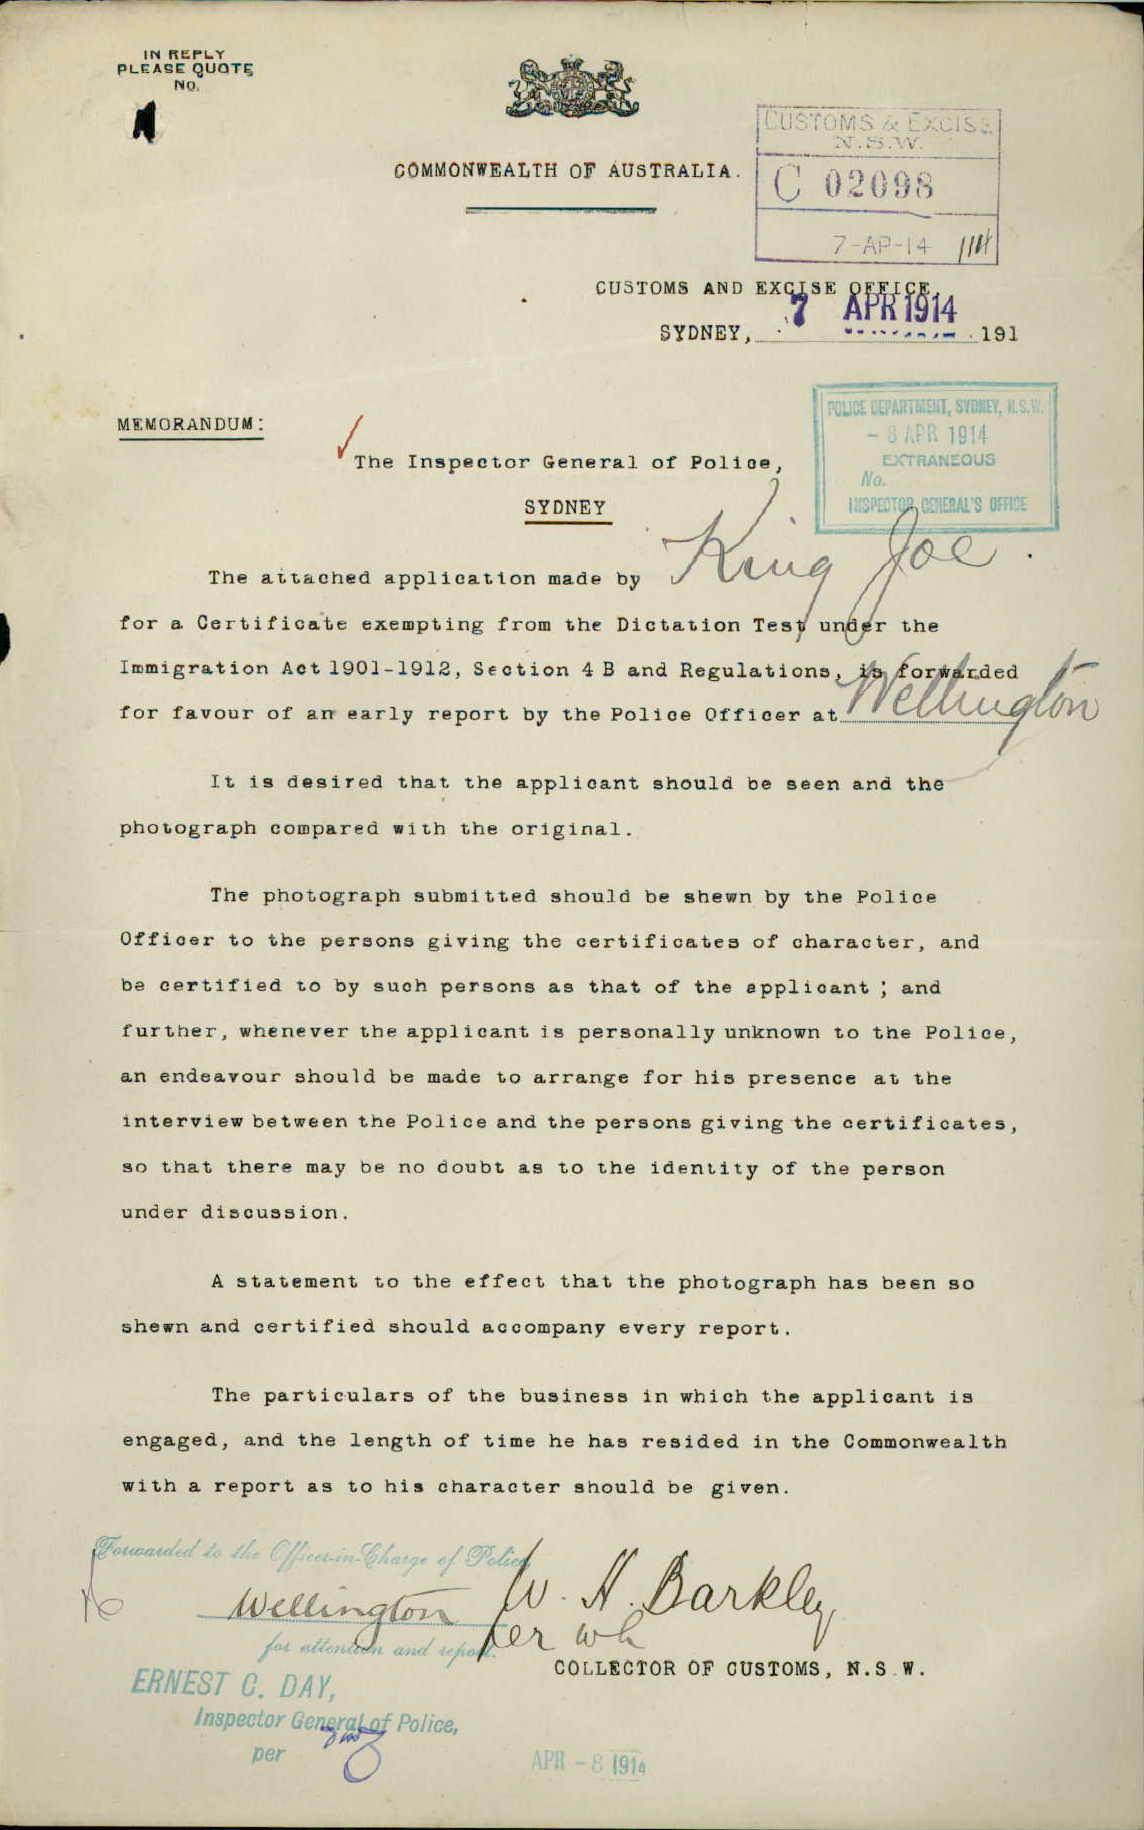 IN REPLY
PLEASE QUOTE
NO.
COMMONWEALTH OF AUSTRALIA.
CUSTOMS & EXCISE
N.S.W.
C 02098
7-AP-14
CUSTOMS AND EXCISE OFFICE,
7 APR 1914
SYDNEY, 191
POLICE DEPARTMENT, SYDNEY, N.S.W.
- 8 APR 1914
EXTRANEOUS
No.
INSPECTOR GENERAL'S OFFICE
MEMORANDUM:
The Inspector General of Police,
SYDNEY
The attached application made by King Joe.
for a Certificate exempting from the Dictation Test under the
Immigration Act 1901-1912, Section 4 B and Regulations, is forwarded
for favour of an early report by the Police Officer at Wellington
It is desired that the applicant should be seen and the
photograph compared with the original.
The photograph submitted should be shewn by the Police
Officer to the persons giving the certificates of character, and
be certified to by such persons as that of the applicant ; and
further, whenever the applicant is personally unknown to the Police,
an endeavour should be made to arrange for his presence at the
interview between the Police and the persons giving the certificates,
so that there may be no doubt as to the identity of the person
under discussion.
A statement to the effect that the photograph has been so
shewn and certified should accompany every report.
The particulars of the business in which the applicant is
engaged, and the length of time he has resided in the Commonwealth
with a report as to his character should be given.
Forwarded to the Officer-in-Charge of Police
Wellington
for attention and report.
W. H. Barkley
per
COLLECTOR OF CUSTOMS, N.S.W.
ERNEST C. DAY,
Inspector General of Police,
per
APR - 8 1914